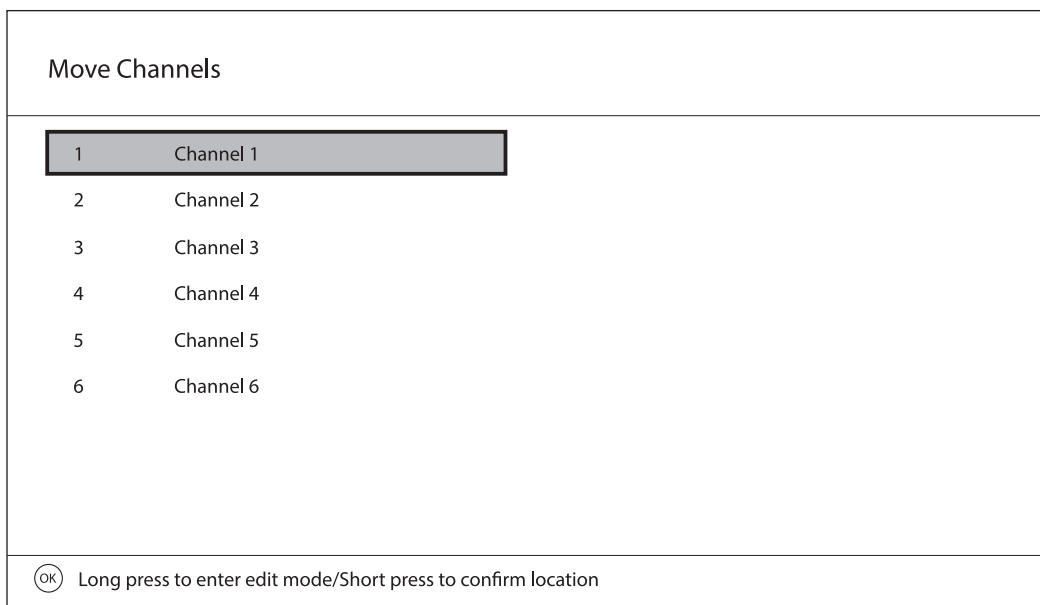 Move Channels
1 Channel 1
2 Channel 2
3 Channel 3
4 Channel 4
5 Channel 5
6 Channel 6
OK Long press to enter edit mode/Short press to confirm location